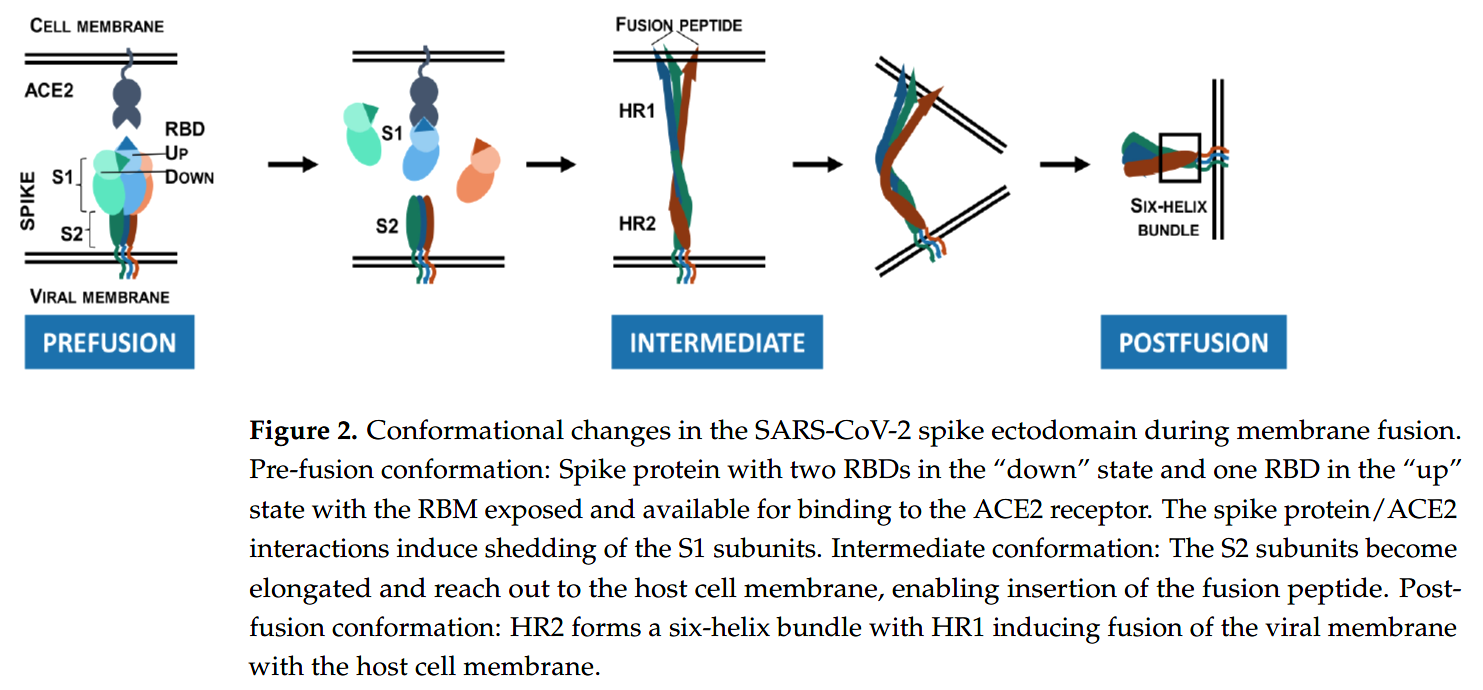 CELL MEMBRANE
ACE2
RBD
UP
DOWN
S1
SPIKE
S2
VIRAL MEMBRANE
PREFUSION
S1
S2
FUSION PEPTIDE
HR1
HR2
INTERMEDIATE
SIX-HELIX
BUNDLE
POSTFUSION
Figure 2. Conformational changes in the SARS-CoV-2 spike ectodomain during membrane fusion.
Pre-fusion conformation: Spike protein with two RBDs in the “down” state and one RBD in the “up”
state with the RBM exposed and available for binding to the ACE2 receptor. The spike protein/ACE2
interactions induce shedding of the S1 subunits. Intermediate conformation: The S2 subunits become
elongated and reach out to the host cell membrane, enabling insertion of the fusion peptide. Post-
fusion conformation: HR2 forms a six-helix bundle with HR1 inducing fusion of the viral membrane
with the host cell membrane.